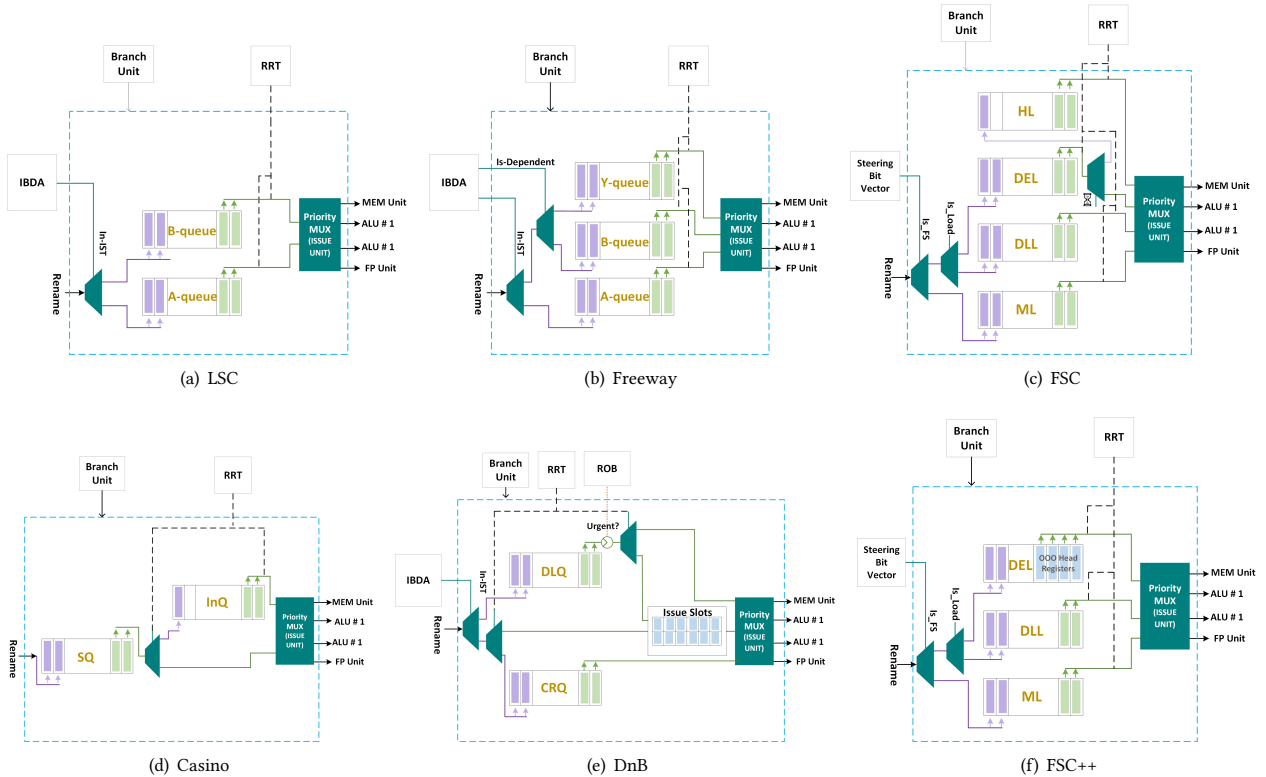 Branch
Unit
RRT
IBDA
In-IST
Rename
B-queue
A-queue
Priority
MUX
(ISSUE
UNIT)
MEM Unit
ALU # 1
ALU # 1
FP Unit
(a) LSC
Branch
Unit
RRT
IBDA
Is-Dependent
In-IST
Rename
Y-queue
B-queue
A-queue
Priority
MUX
(ISSUE
UNIT)
MEM Unit
ALU # 1
ALU # 1
FP Unit
(b) Freeway
Branch
Unit
RRT
Steering
Bit
Vector
Is_FS
Is_Load
Rename
HL
DEL
DLL
ML
Priority
MUX
(ISSUE
UNIT)
MEM Unit
ALU # 1
ALU # 1
FP Unit
(c) FSC
Branch
Unit
RRT
Rename
SQ
InQ
Priority
MUX
(ISSUE
UNIT)
MEM Unit
ALU # 1
ALU # 1
FP Unit
(d) Casino
Branch
Unit
RRT
ROB
IBDA
In-IST
Rename
Urgent?
DLQ
Issue Slots
CRQ
Priority
MUX
(ISSUE
UNIT)
MEM Unit
ALU # 1
ALU # 1
FP Unit
(e) DnB
Branch
Unit
RRT
Steering
Bit
Vector
Is_FS
Is_Load
Rename
DEL
OOO Head
Registers
DLL
ML
Priority
MUX
(ISSUE
UNIT)
MEM Unit
ALU # 1
ALU # 1
FP Unit
(f) FSC++